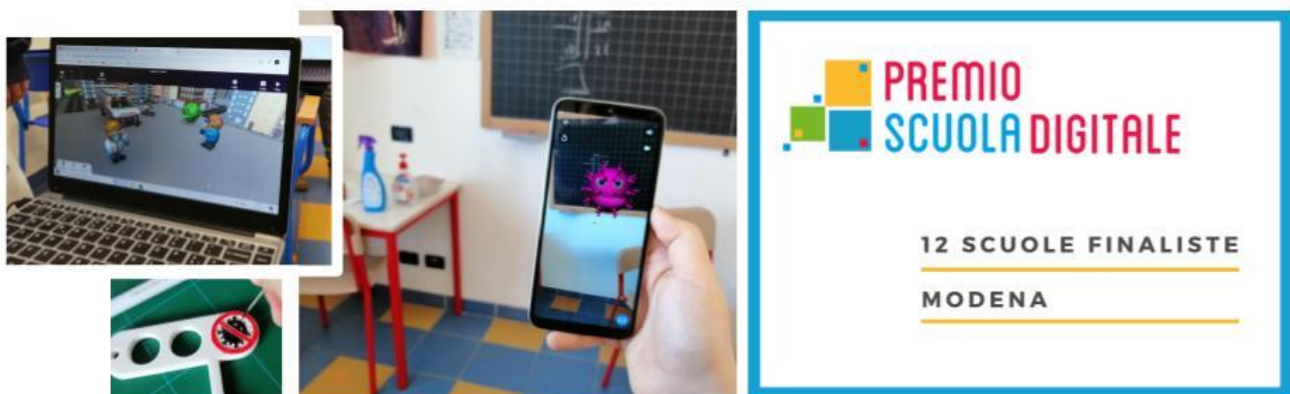 PREMIO
SCUOLA DIGITALE
12 SCUOLE FINALISTE
MODENA